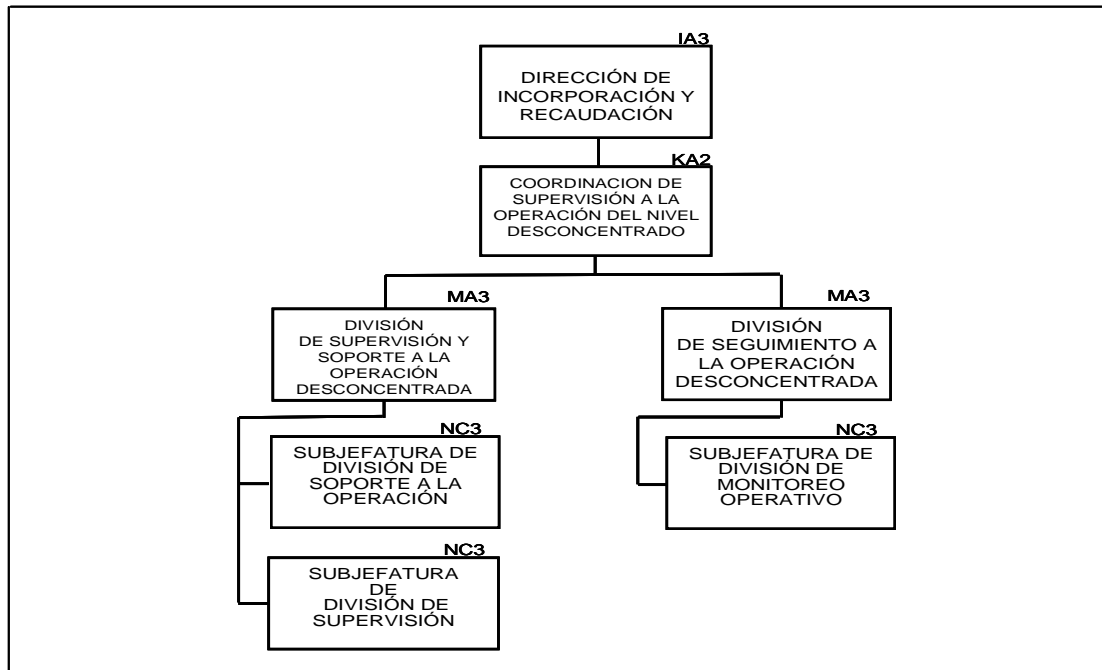 IA3
DIRECCIÓN DE
INCORPORACIÓN Y
RECAUDACIÓN
KA2
COORDINACION DE
SUPERVISIÓN A LA
OPERACIÓN DEL NIVEL
DESCONCENTRADO
MA3
DIVISIÓN
DE SUPERVISIÓN Y
SOPORTE A LA
OPERACIÓN
DESCONCENTRADA
NC3
SUBJEFATURA DE
DIVISIÓN DE
SOPORTE A LA
OPERACIÓN
NC3
SUBJEFATURA
DE
DIVISIÓN DE
SUPERVISIÓN
MA3
DIVISIÓN
DE SEGUIMIENTO A
LA OPERACIÓN
DESCONCENTRADA
NC3
SUBJEFATURA DE
DIVISIÓN DE
MONITOREO
OPERATIVO